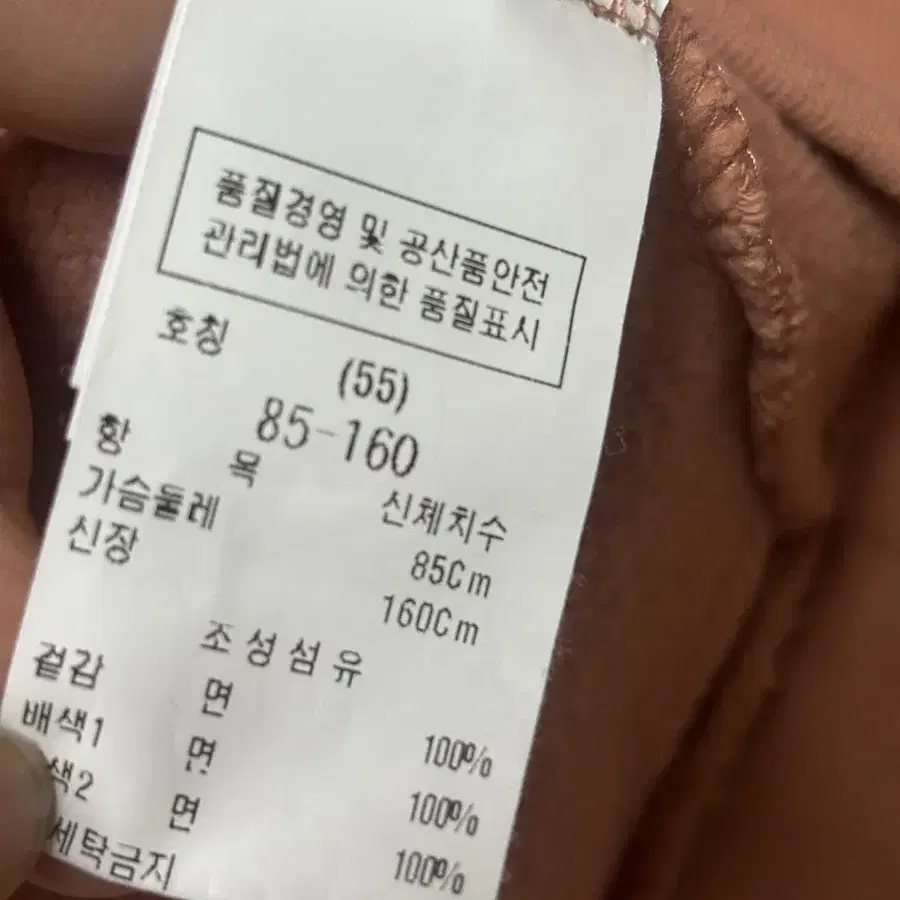 품질경영 및 공산품안전
관리법에 의한 품질표시
호칭
(55)
85-160
항 목 신체치수
가슴둘레 85Cm
신장 160Cm
조성섬유
겉감 면 100%
배색1 면 100%
색2 면 100%
세탁금지